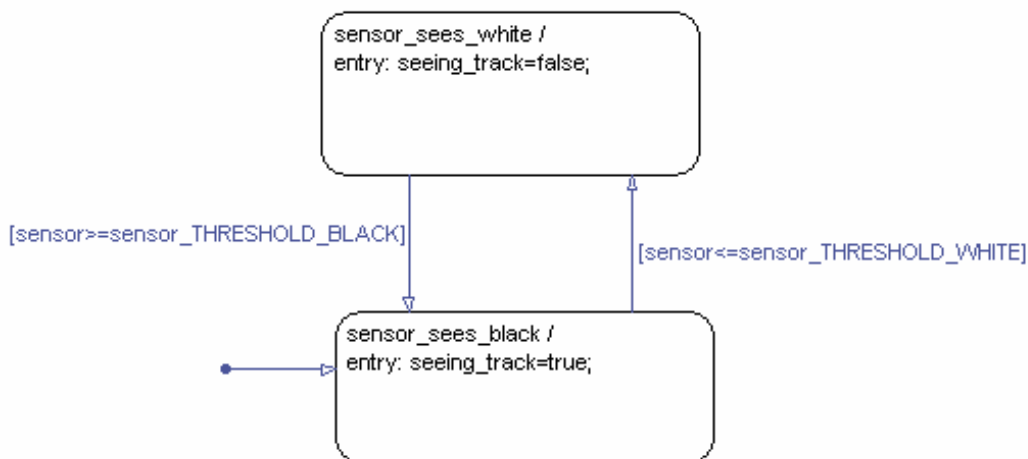 sensor_sees_white /
entry: seeing_track=false;
[sensor>=sensor_THRESHOLD_BLACK]
[sensor<=sensor_THRESHOLD_WHITE]
sensor_sees_black /
entry: seeing_track=true;